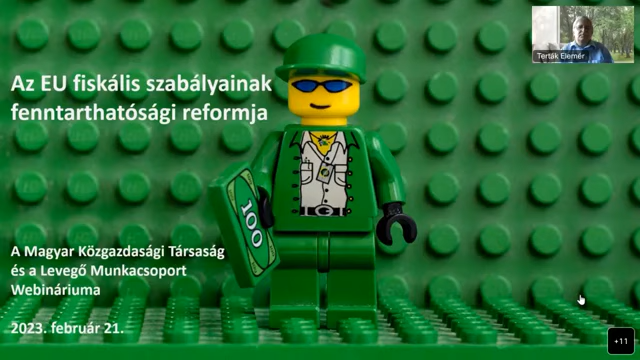 Terták Elemér
Az EU fiskális szabályainak
fenntarthatósági reformja
100
A Magyar Közgazdasági Társaság
és a Levegő Munkacsoport
Webináriuma
2023. február 21.
+11